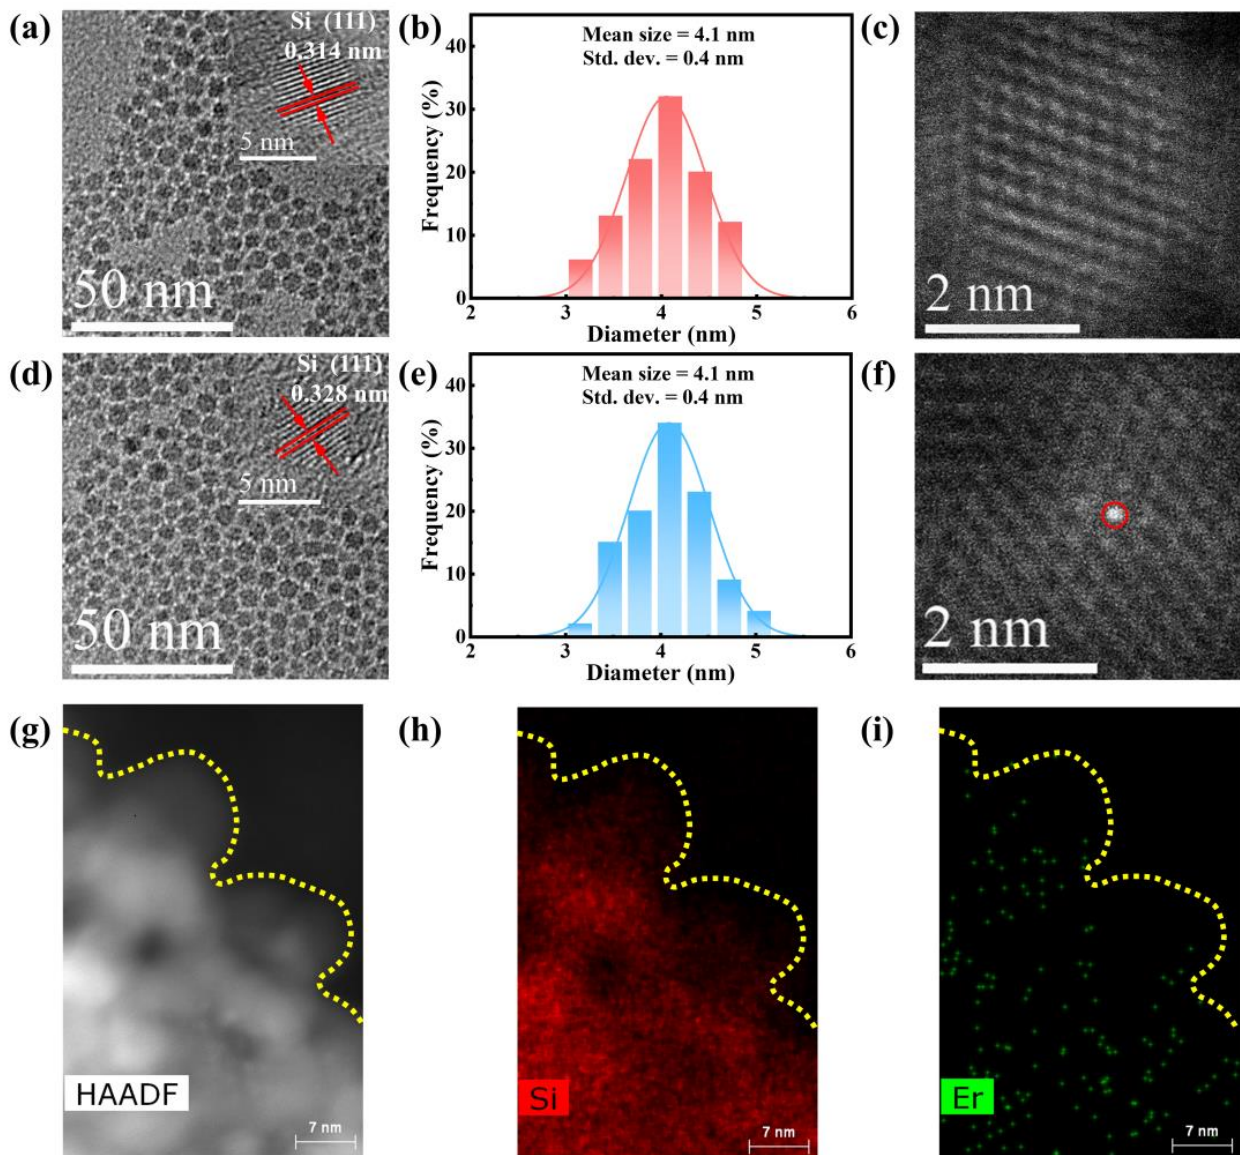 (a)
Si (111)
0.314 nm
5 nm
50 nm
(b)
Mean size = 4.1 nm
Std. dev. = 0.4 nm
Frequency (%)
40
30
20
10
0
2 3 4 5 6
Diameter (nm)
(c)
2 nm
(d)
Si (111)
0.328 nm
5 nm
50 nm
(e)
Mean size = 4.1 nm
Std. dev. = 0.4 nm
Frequency (%)
40
30
20
10
0
2 3 4 5 6
Diameter (nm)
(f)
2 nm
(g)
HAADF
7 nm
(h)
Si
7 nm
(i)
Er
7 nm